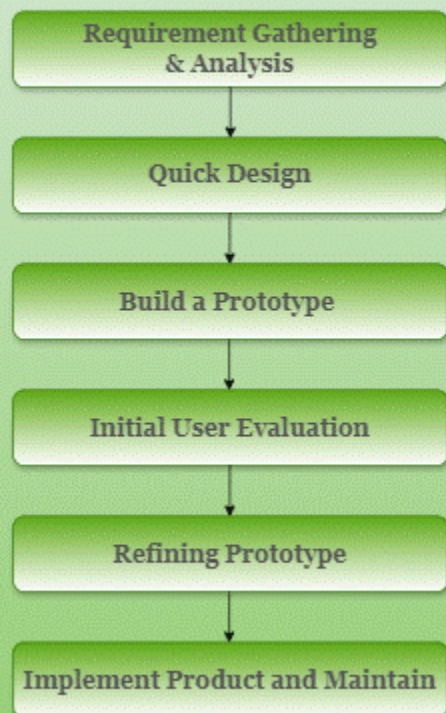 Requirement Gathering
& Analysis
Quick Design
Build a Prototype
Initial User Evaluation
Refining Prototype
Implement Product and Maintain